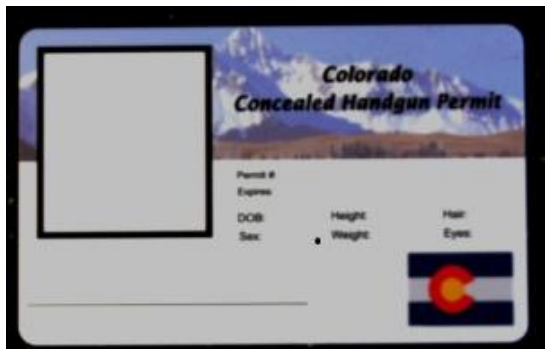 Colorado
Concealed Handgun Permit
Permit #
Expires
DOB: Height: Hair:
Sex: Weight: Eyes: